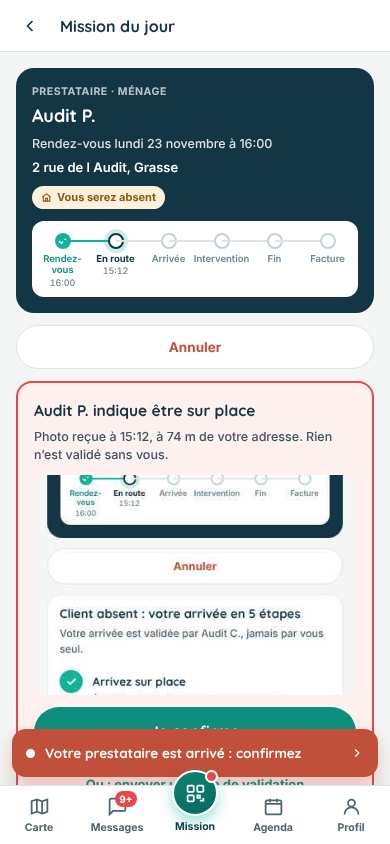 Mission du jour
PRESTATAIRE · MÉNAGE
Audit P.
Rendez-vous lundi 23 novembre à 16:00
2 rue de l Audit, Grasse
Vous serez absent
Rendez-vous En route Arrivée Intervention Fin Facture
16:00 15:12
Annuler
Audit P. indique être sur place
Photo reçue à 15:12, à 74 m de votre adresse. Rien
n'est validé sans vous.
Rendez-vous En route Arrivée Intervention Fin Facture
16:00 15:12
Annuler
Client absent : votre arrivée en 5 étapes
Votre arrivée est validée par Audit C., jamais par vous
seul.
Arrivez sur place
Votre prestataire est arrivé : confirmez
Ou : envoyer de validation
9+
Carte Messages Mission Agenda Profil